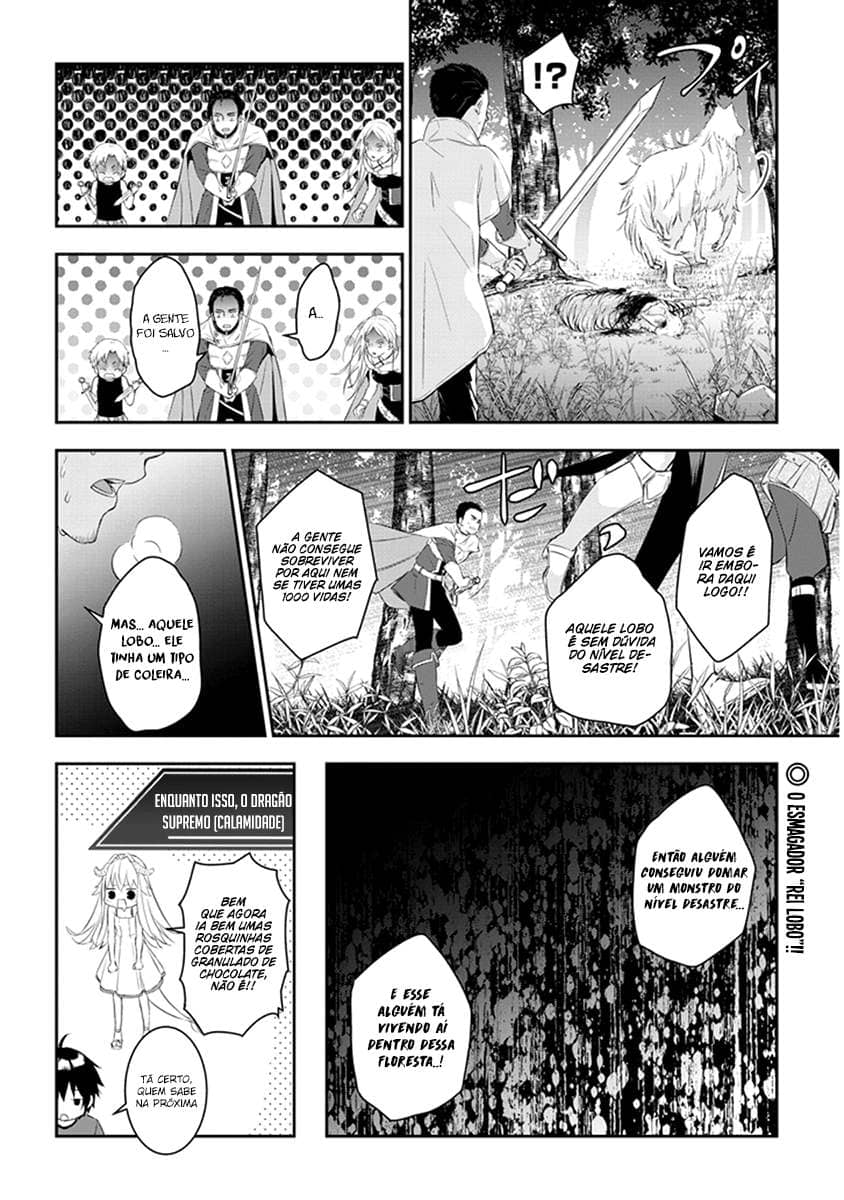 !?
プイ
A...
A GENTE
FOI SALVO
...
VAMOS É
IR EMBO-
RA DAQUI
LOGO!!
ザッ
AQUELE LOBO
É SEM DÚVIDA
DO NÍVEL DE-
SASTRE!
A GENTE
NÃO CONSEGUE
SOBREVIVER
POR AQUI NEM
SE TIVER UMAS
1000 VIDAS!
MAS... AQUELE
LOBO... ELE
TINHA UM TIPO
DE COLEIRA...
ENTÃO ALGUÉM
CONSEGUIU DOMAR
UM MONSTRO DO
NÍVEL DESASTRE...
E ESSE
ALGUÉM TÁ
VIVENDO AÍ
DENTRO DESSA
FLORESTA..!
◎ O ESMAGADOR "REI LOBO"!!
ENQUANTO ISSO, O DRAGÃO
SUPREMO (CALAMIDADE)
BEM
QUE AGORA
IA BEM UMAS
ROSQUINHAS
COBERTAS DE
GRANULADO DE
CHOCOLATE,
NÃO É!!
TÁ CERTO,
QUEM SABE
NA PRÓXIMA